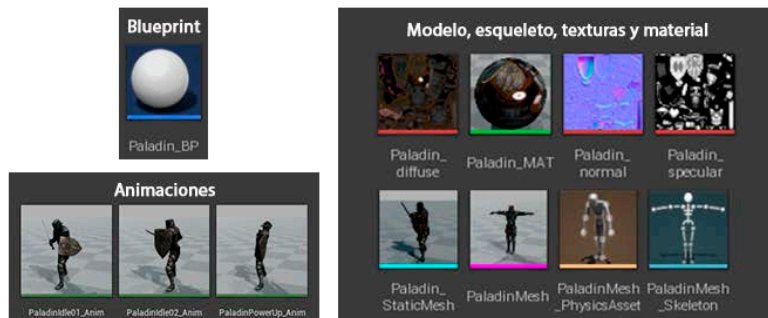 Blueprint
Paladin_BP
Animaciones
PaladinIdle01_Anim PaladinIdle02_Anim PaladinPowerUp_Anim
Modelo, esqueleto, texturas y material
Paladin_ Paladin_MAT Paladin_ Paladin_
diffuse normal specular
Paladin_ PaladinMesh PaladinMesh PaladinMesh
StaticMesh _PhysicsAsset _Skeleton